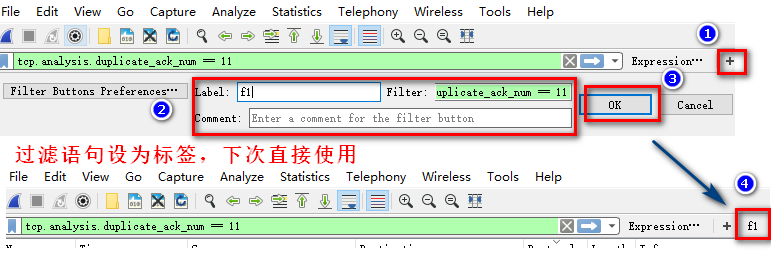 File Edit View Go Capture Analyze Statistics Telephony Wireless Tools Help
1
tcp.analysis.duplicate_ack_num == 11 Expression… +
3
Filter Buttons Preferences… Label: f1 Filter: uplicate_ack_num == 11 OK Cancel
2
Comment: Enter a comment for the filter button
过滤语句设为标签，下次直接使用
File Edit View Go Capture Analyze Statistics Telephony Wireless Tools Help
4
tcp.analysis.duplicate_ack_num == 11 Expression… + f1